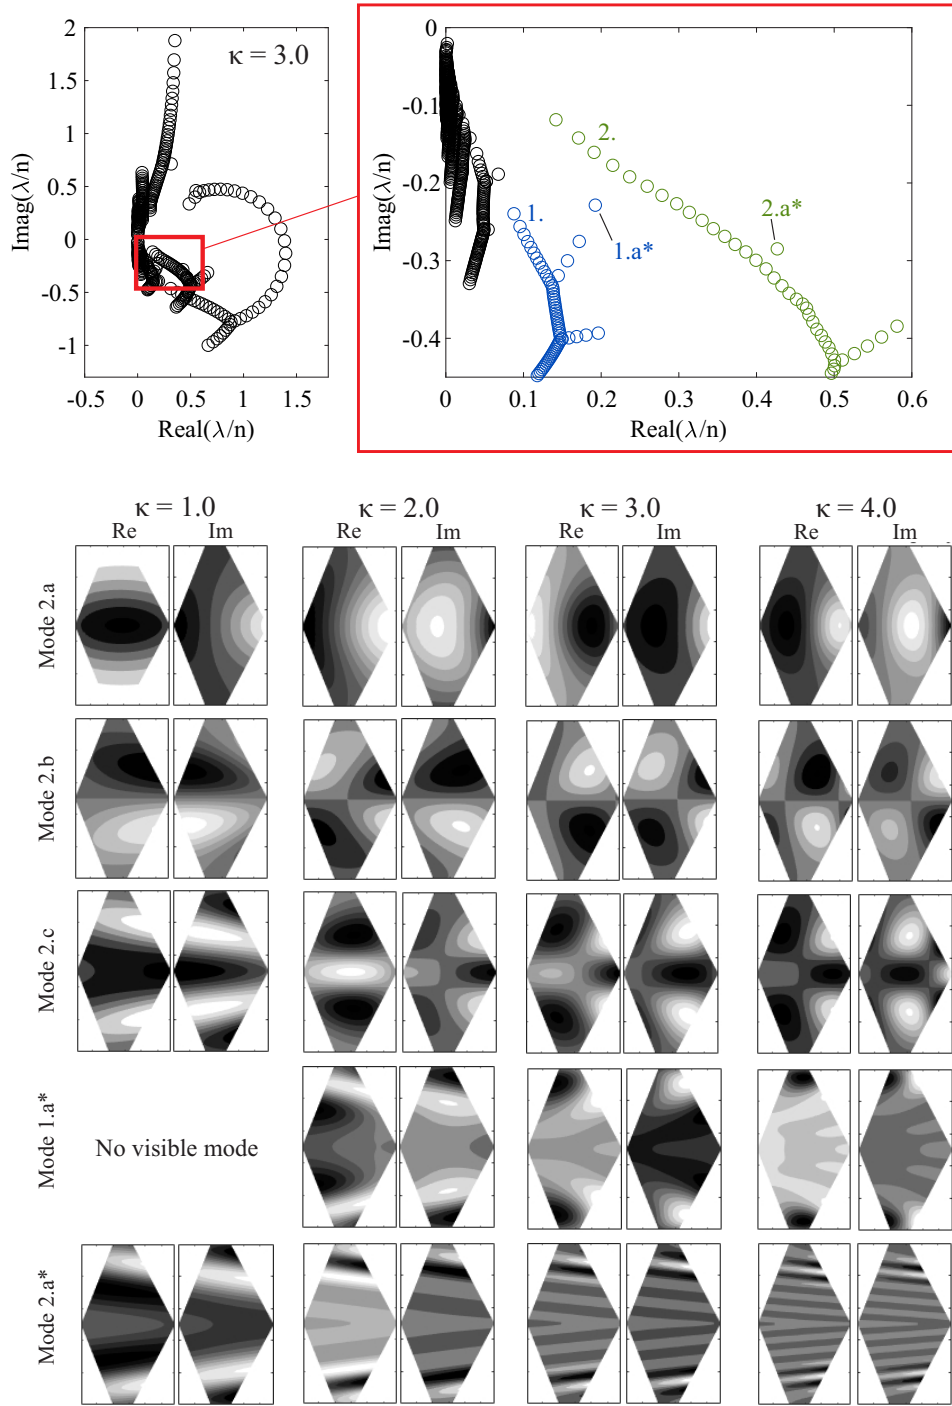 κ = 3.0
2
1.5
1
0.5
0
-0.5
-1
-0.5 0 0.5 1 1.5
Imag(λ/n)
Real(λ/n)
0
-0.1
-0.2
-0.3
-0.4
0 0.1 0.2 0.3 0.4 0.5 0.6
Imag(λ/n)
Real(λ/n)
2.
1.
1.a*
2.a*
κ = 1.0 κ = 2.0 κ = 3.0 κ = 4.0
Re Im Re Im Re Im Re Im
Mode 2.a
Mode 2.b
Mode 2.c
Mode 1.a*
No visible mode
Mode 2.a*